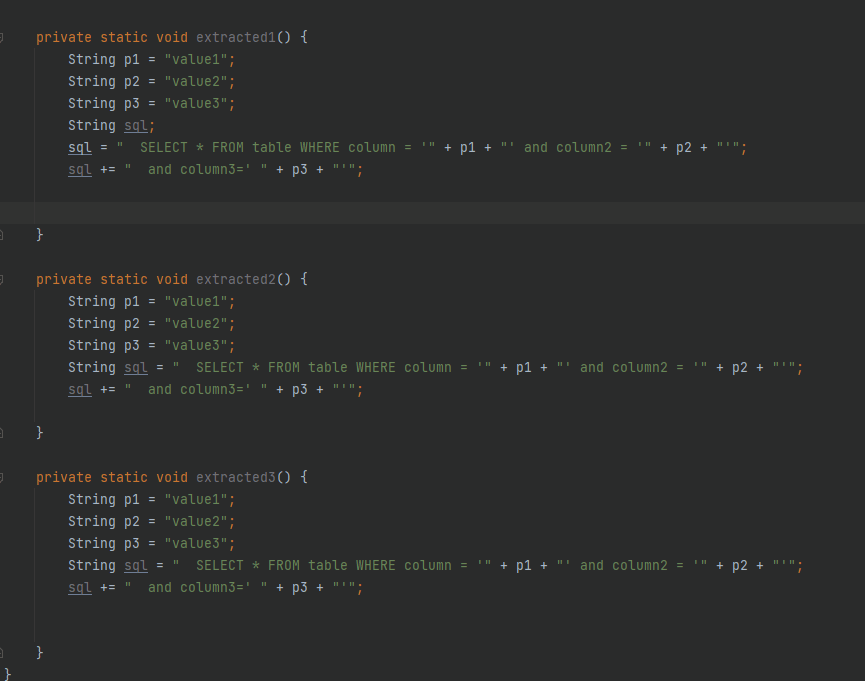 private static void extracted1() {
String p1 = "value1";
String p2 = "value2";
String p3 = "value3";
String sql;
sql = "  SELECT * FROM table WHERE column = '" + p1 + "' and column2 = '" + p2 + "'";
sql += "  and column3=' " + p3 + "'";
}
private static void extracted2() {
String p1 = "value1";
String p2 = "value2";
String p3 = "value3";
String sql = "  SELECT * FROM table WHERE column = '" + p1 + "' and column2 = '" + p2 + "'";
sql += "  and column3=' " + p3 + "'";
}
private static void extracted3() {
String p1 = "value1";
String p2 = "value2";
String p3 = "value3";
String sql = "  SELECT * FROM table WHERE column = '" + p1 + "' and column2 = '" + p2 + "'";
sql += "  and column3=' " + p3 + "'";
}
}